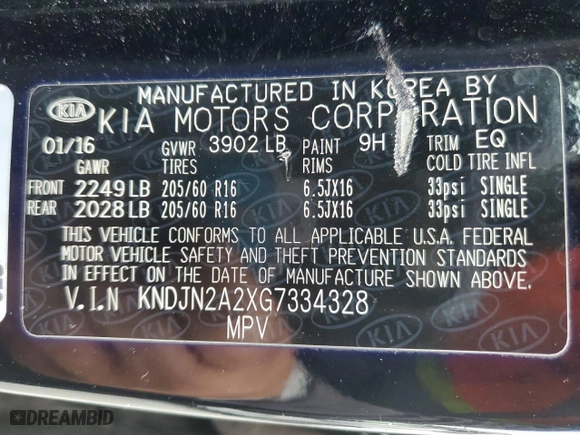 MANUFACTURED IN KOREA BY
KIA KIA MOTORS CORPORATION
01/16 GVWR 3902 LB PAINT 9H TRIM EQ
GAWR TIRES RIMS COLD TIRE INFL
FRONT 2249 LB 205/60 R16 6.5JX16 33psi SINGLE
REAR 2028 LB 205/60 R16 6.5JX16 33psi SINGLE
THIS VEHICLE CONFORMS TO ALL APPLICABLE U.S.A. FEDERAL
MOTOR VEHICLE SAFETY AND THEFT PREVENTION STANDARDS
IN EFFECT ON THE DATE OF MANUFACTURE SHOWN ABOVE.
V.I.N KNDJN2A2XG7334328
MPV
DREAMBID